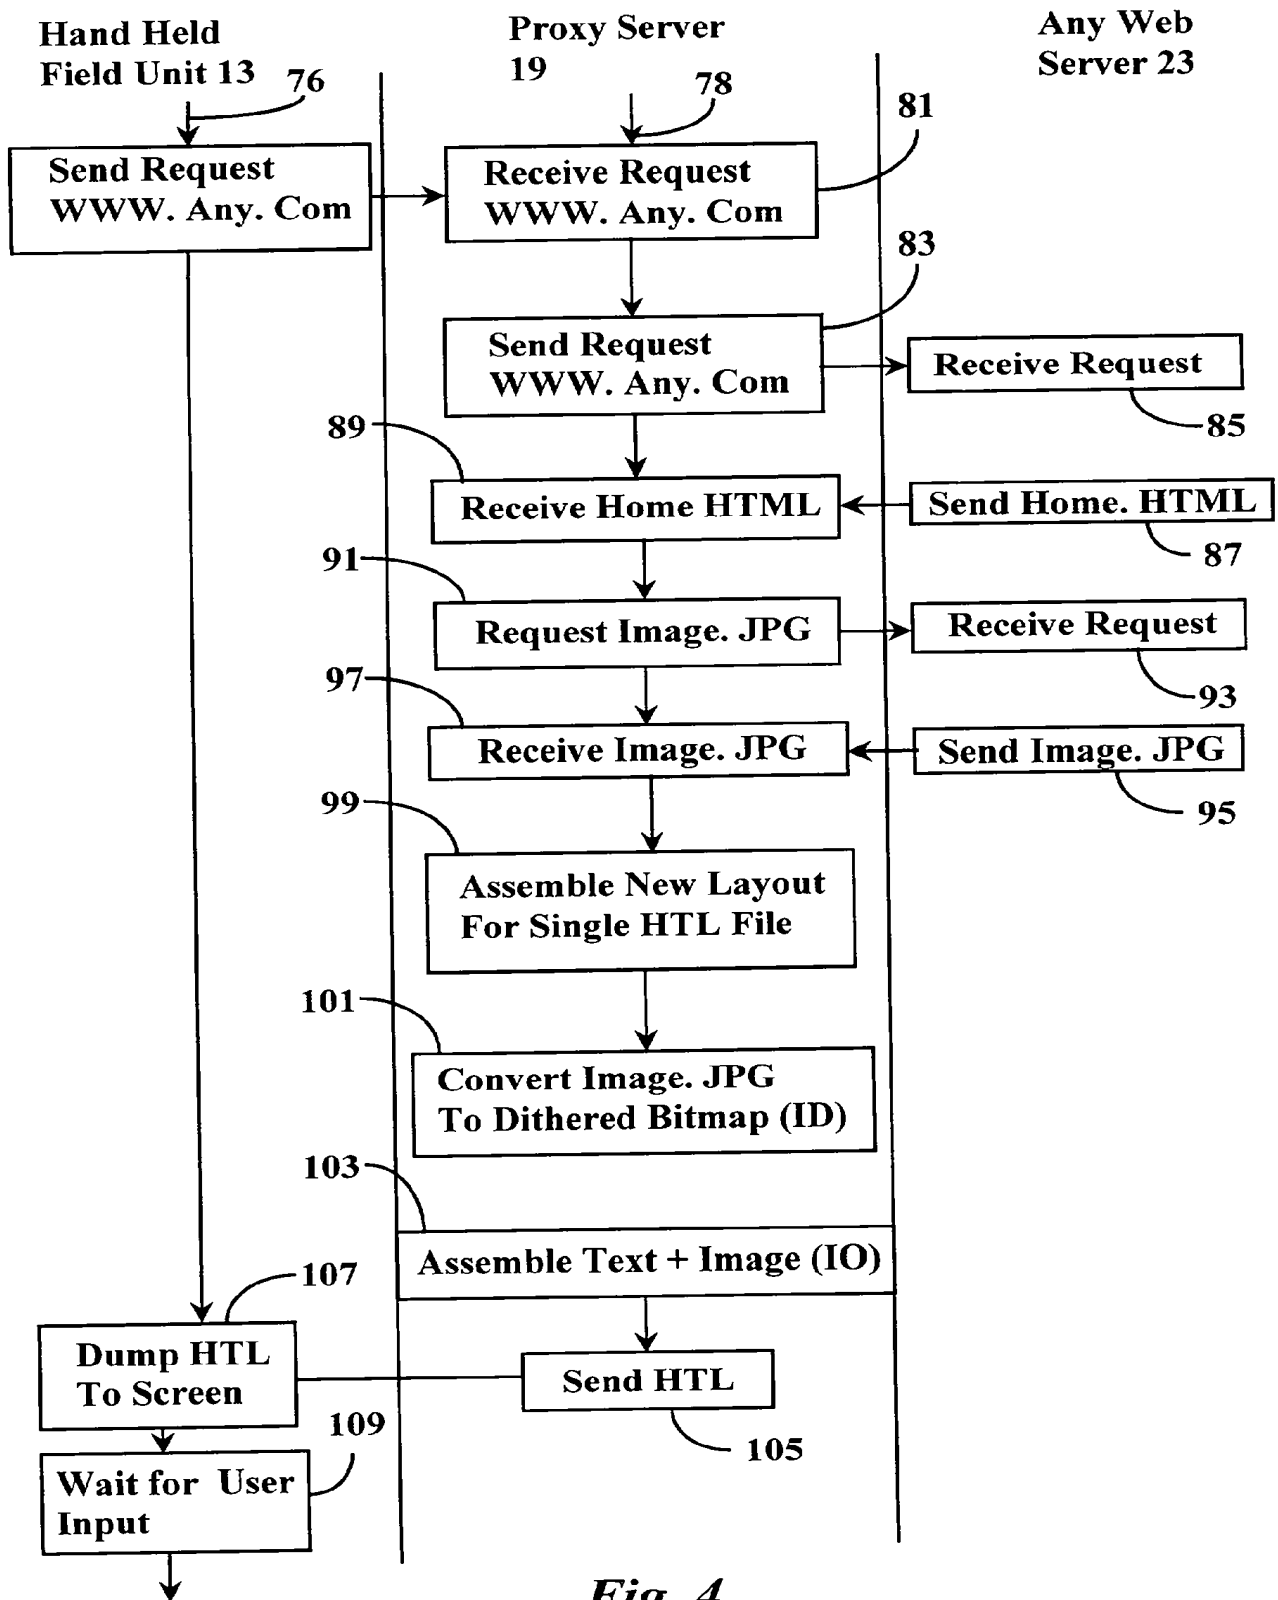 Hand Held
Field Unit 13
Proxy Server
19
Any Web
Server 23
76
78
81
Send Request
WWW. Any. Com
Receive Request
WWW. Any. Com
83
Send Request
WWW. Any. Com
Receive Request
85
89
Receive Home HTML
Send Home. HTML
87
91
Request Image. JPG
Receive Request
93
97
Receive Image. JPG
Send Image. JPG
95
99
Assemble New Layout
For Single HTL File
101
Convert Image. JPG
To Dithered Bitmap (ID)
103
Assemble Text + Image (IO)
107
Dump HTL
To Screen
Send HTL
105
109
Wait for User
Input
Fig. 4